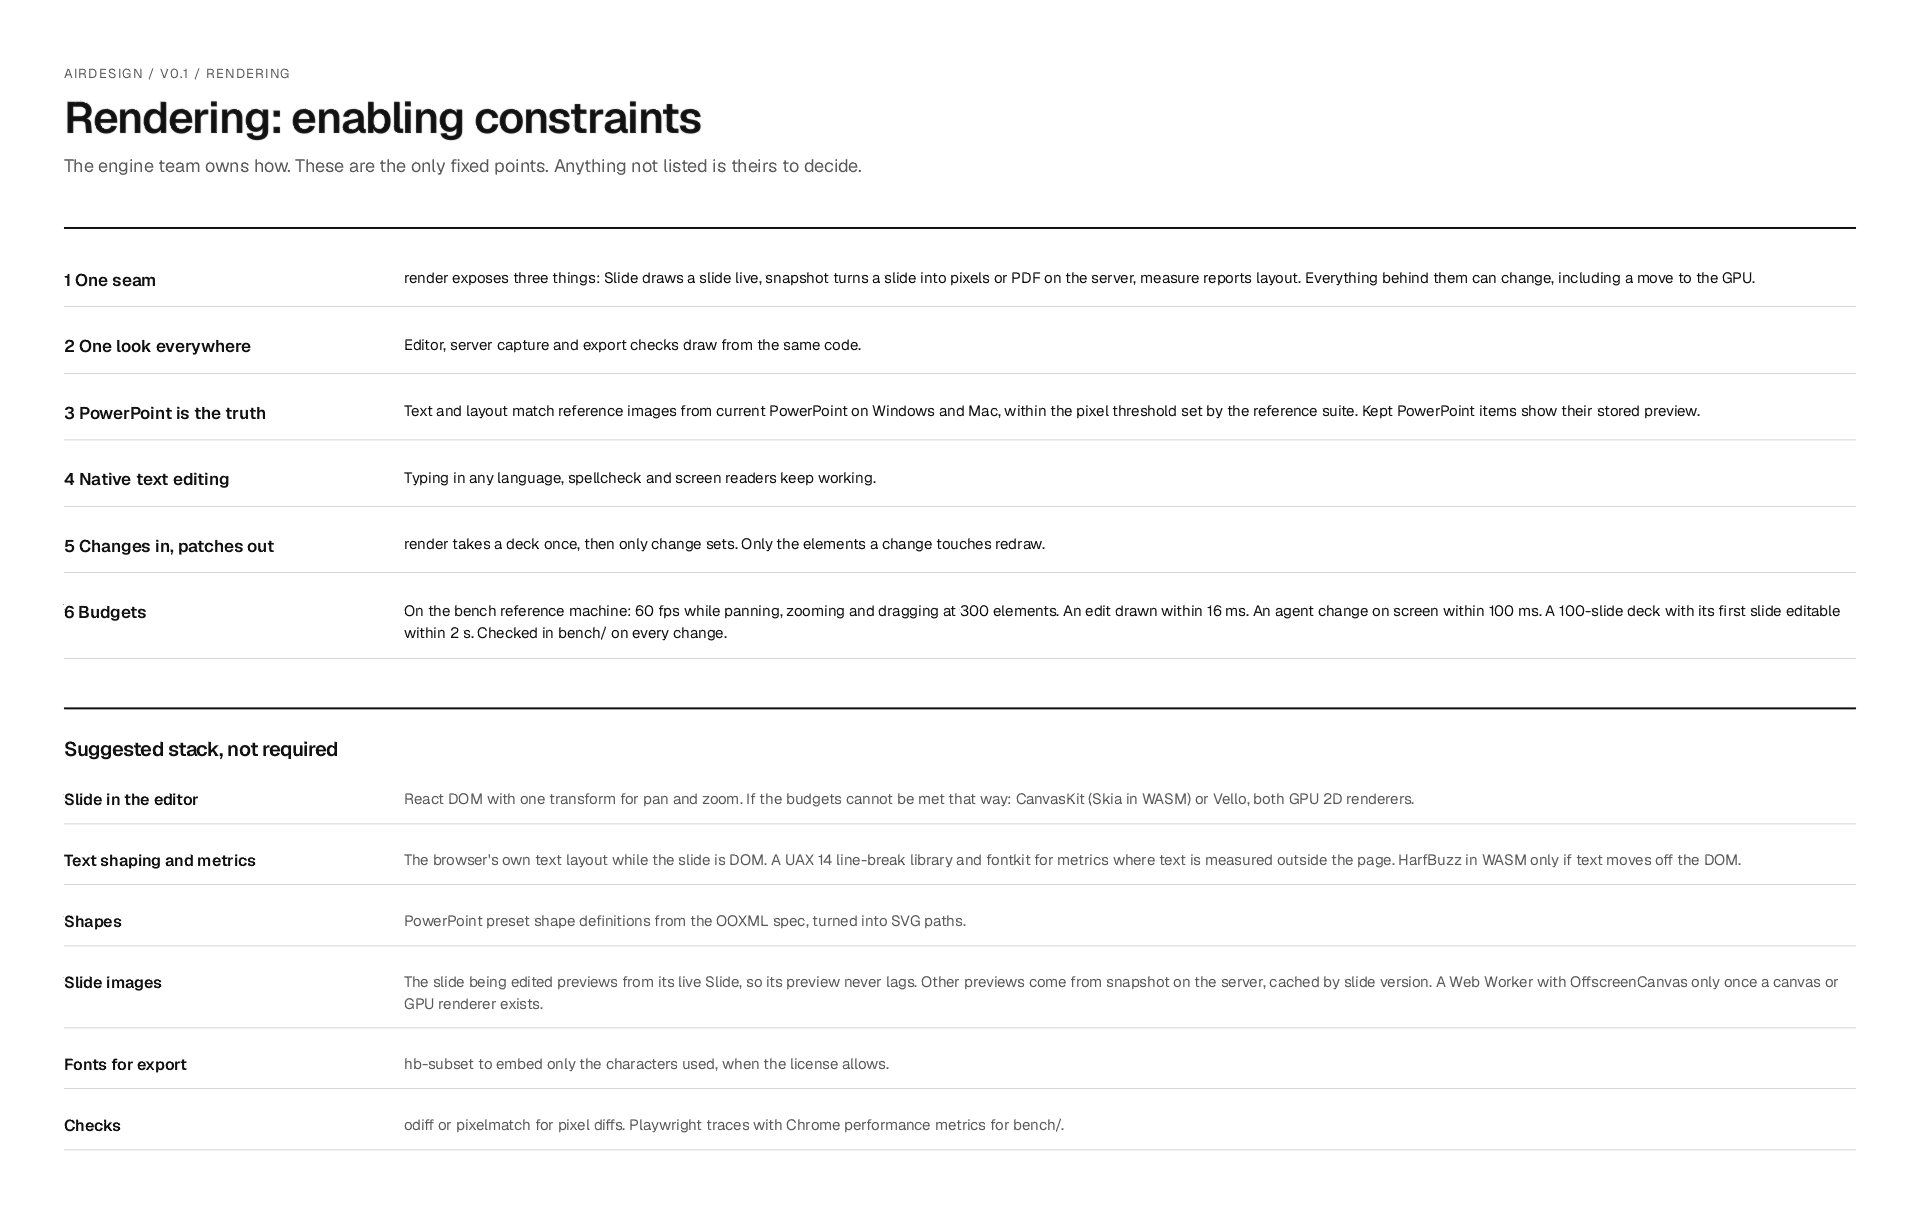 AIRDESIGN / V0.1 / RENDERING
Rendering: enabling constraints
The engine team owns how. These are the only fixed points. Anything not listed is theirs to decide.
1 One seam
render exposes three things: Slide draws a slide live, snapshot turns a slide into pixels or PDF on the server, measure reports layout. Everything behind them can change, including a move to the GPU.
2 One look everywhere
Editor, server capture and export checks draw from the same code.
3 PowerPoint is the truth
Text and layout match reference images from current PowerPoint on Windows and Mac, within the pixel threshold set by the reference suite. Kept PowerPoint items show their stored preview.
4 Native text editing
Typing in any language, spellcheck and screen readers keep working.
5 Changes in, patches out
render takes a deck once, then only change sets. Only the elements a change touches redraw.
6 Budgets
On the bench reference machine: 60 fps while panning, zooming and dragging at 300 elements. An edit drawn within 16 ms. An agent change on screen within 100 ms. A 100-slide deck with its first slide editable
within 2 s. Checked in bench/ on every change.
Suggested stack, not required
Slide in the editor
React DOM with one transform for pan and zoom. If the budgets cannot be met that way: CanvasKit (Skia in WASM) or Vello, both GPU 2D renderers.
Text shaping and metrics
The browser's own text layout while the slide is DOM. A UAX 14 line-break library and fontkit for metrics where text is measured outside the page. HarfBuzz in WASM only if text moves off the DOM.
Shapes
PowerPoint preset shape definitions from the OOXML spec, turned into SVG paths.
Slide images
The slide being edited previews from its live Slide, so its preview never lags. Other previews come from snapshot on the server, cached by slide version. A Web Worker with OffscreenCanvas only once a canvas or
GPU renderer exists.
Fonts for export
hb-subset to embed only the characters used, when the license allows.
Checks
odiff or pixelmatch for pixel diffs. Playwright traces with Chrome performance metrics for bench/.